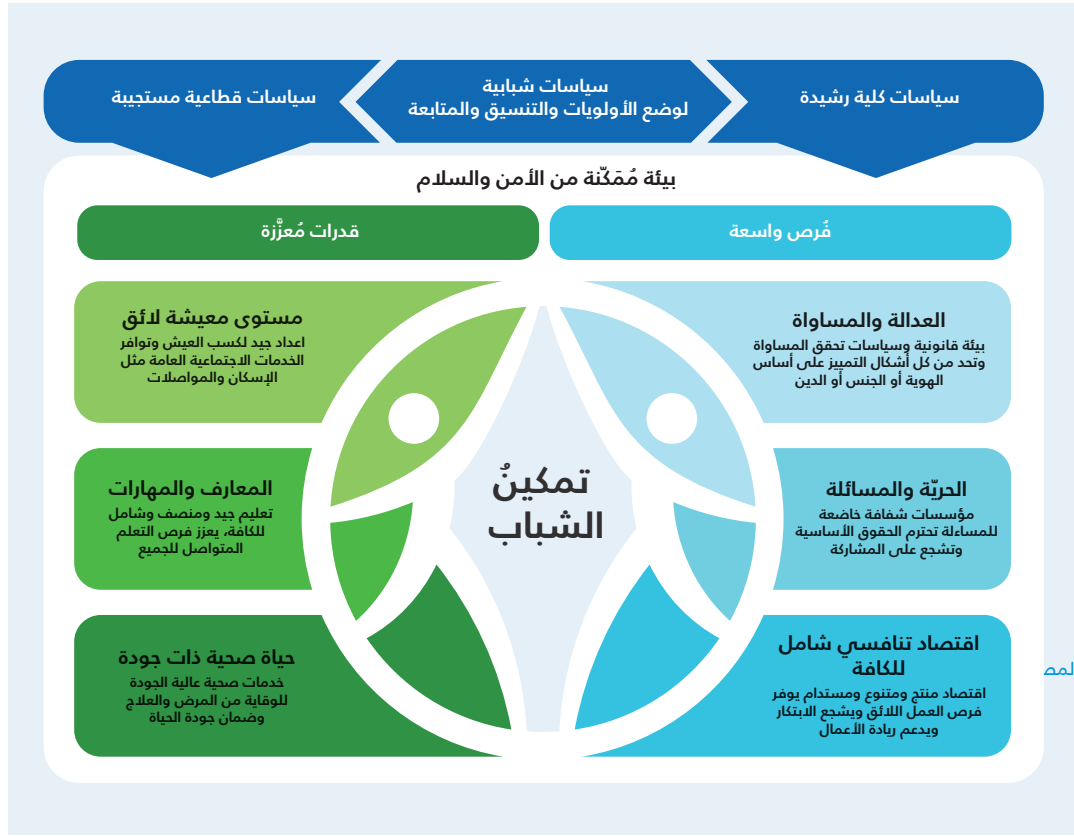 سياسات كلية رشيدة
سياسات شبابية
لوضع الأولويات والتنسيق والمتابعة
سياسات قطاعية مستجيبة
بيئة مُمَكّنة من الأمن والسلام
فُرص واسعة
قدرات مُعزَّزة
العدالة والمساواة
بيئة قانونية وسياسات تحقق المساواة
وتحد من كل أشكال التمييز على أساس
الهوية أو الجنس أو الدين
الحريّة والمسائلة
مؤسسات شفافة خاضعة
للمساءلة تحترم الحقوق الأساسية
وتشجع على المشاركة
اقتصاد تنافسي شامل
للكافة
اقتصاد منتج ومتنوع ومستدام يوفر
فرص العمل اللائق ويشجع الابتكار
ويدعم ريادة الأعمال
تمكينُ
الشباب
مستوى معيشة لائق
اعداد جيد لكسب العيش وتوافر
الخدمات الاجتماعية العامة مثل
الإسكان والمواصلات
المعارف والمهارات
تعليم جيد ومنصف وشامل
للكافة، يعزز فرص التعلم
المتواصل للجميع
حياة صحية ذات جودة
خدمات صحية عالية الجودة
للوقاية من المرض والعلاج
وضمان جودة الحياة